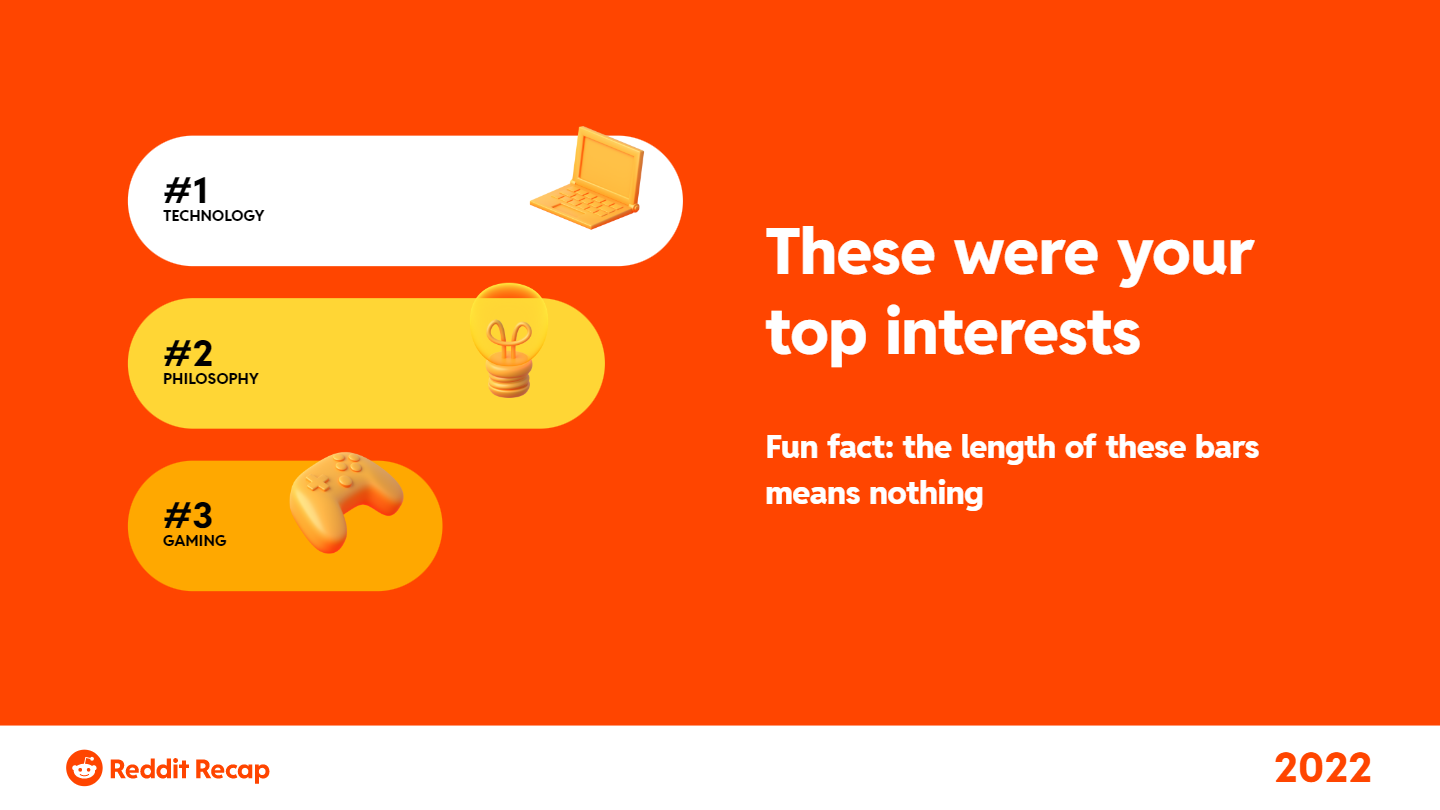 #1
TECHNOLOGY
#2
PHILOSOPHY
#3
GAMING
These were your
top interests
Fun fact: the length of these bars
means nothing
Reddit Recap
2022